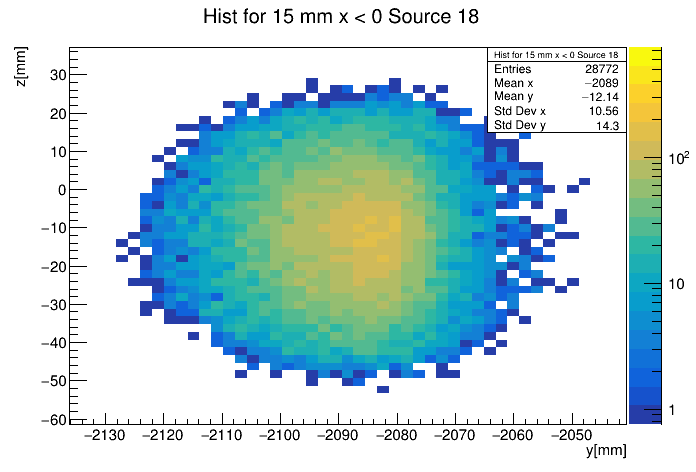 Hist for 15 mm x < 0 Source 18
z[mm]
30
20
10
0
−10
−20
−30
−40
−50
−60
−2130 −2120 −2110 −2100 −2090 −2080 −2070 −2060 −2050
y[mm]
Hist for 15 mm x < 0 Source 18
Entries 28772
Mean x −2089
Mean y −12.14
Std Dev x 10.56
Std Dev y 14.3
10²
10
1